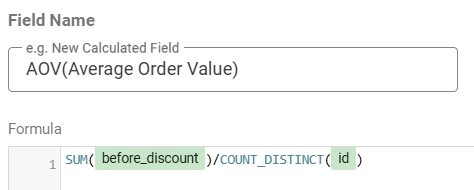 Field Name
e.g. New Calculated Field
AOV(Average Order Value)
Formula
1 SUM( before_discount )/COUNT_DISTINCT( id )